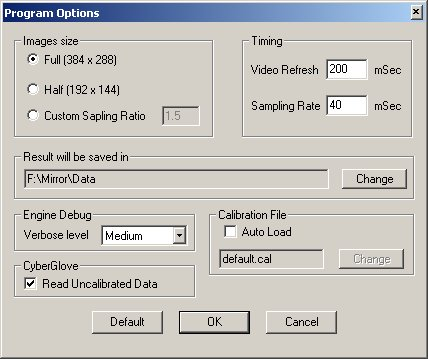 Program Options
Images size
Full (384 x 288)
Half (192 x 144)
Custom Sapling Ratio 1.5
Timing
Video Refresh 200 mSec
Sampling Rate 40 mSec
Result will be saved in
F:\Mirror\Data Change
Engine Debug
Verbose level Medium
CyberGlove
Read Uncalibrated Data
Calibration File
Auto Load
default.cal Change
Default OK Cancel